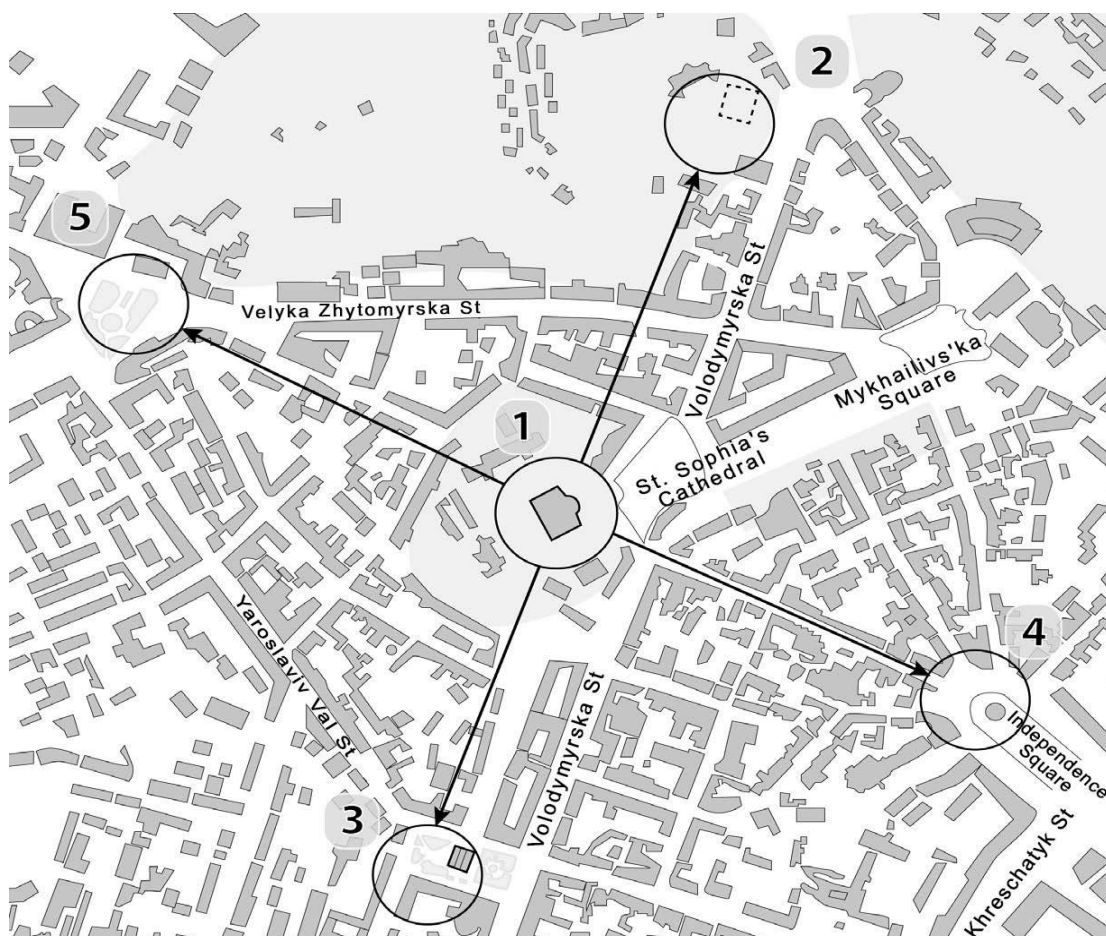 2
5
Velyka Zhytomyrska St
Volodymyrska St
Mykhailivs'ka
Square
1
St. Sophia's
Cathedral
Yaroslaviv Val St
Volodymyrska St
4
Independence
Square
3
Khreschatyk St